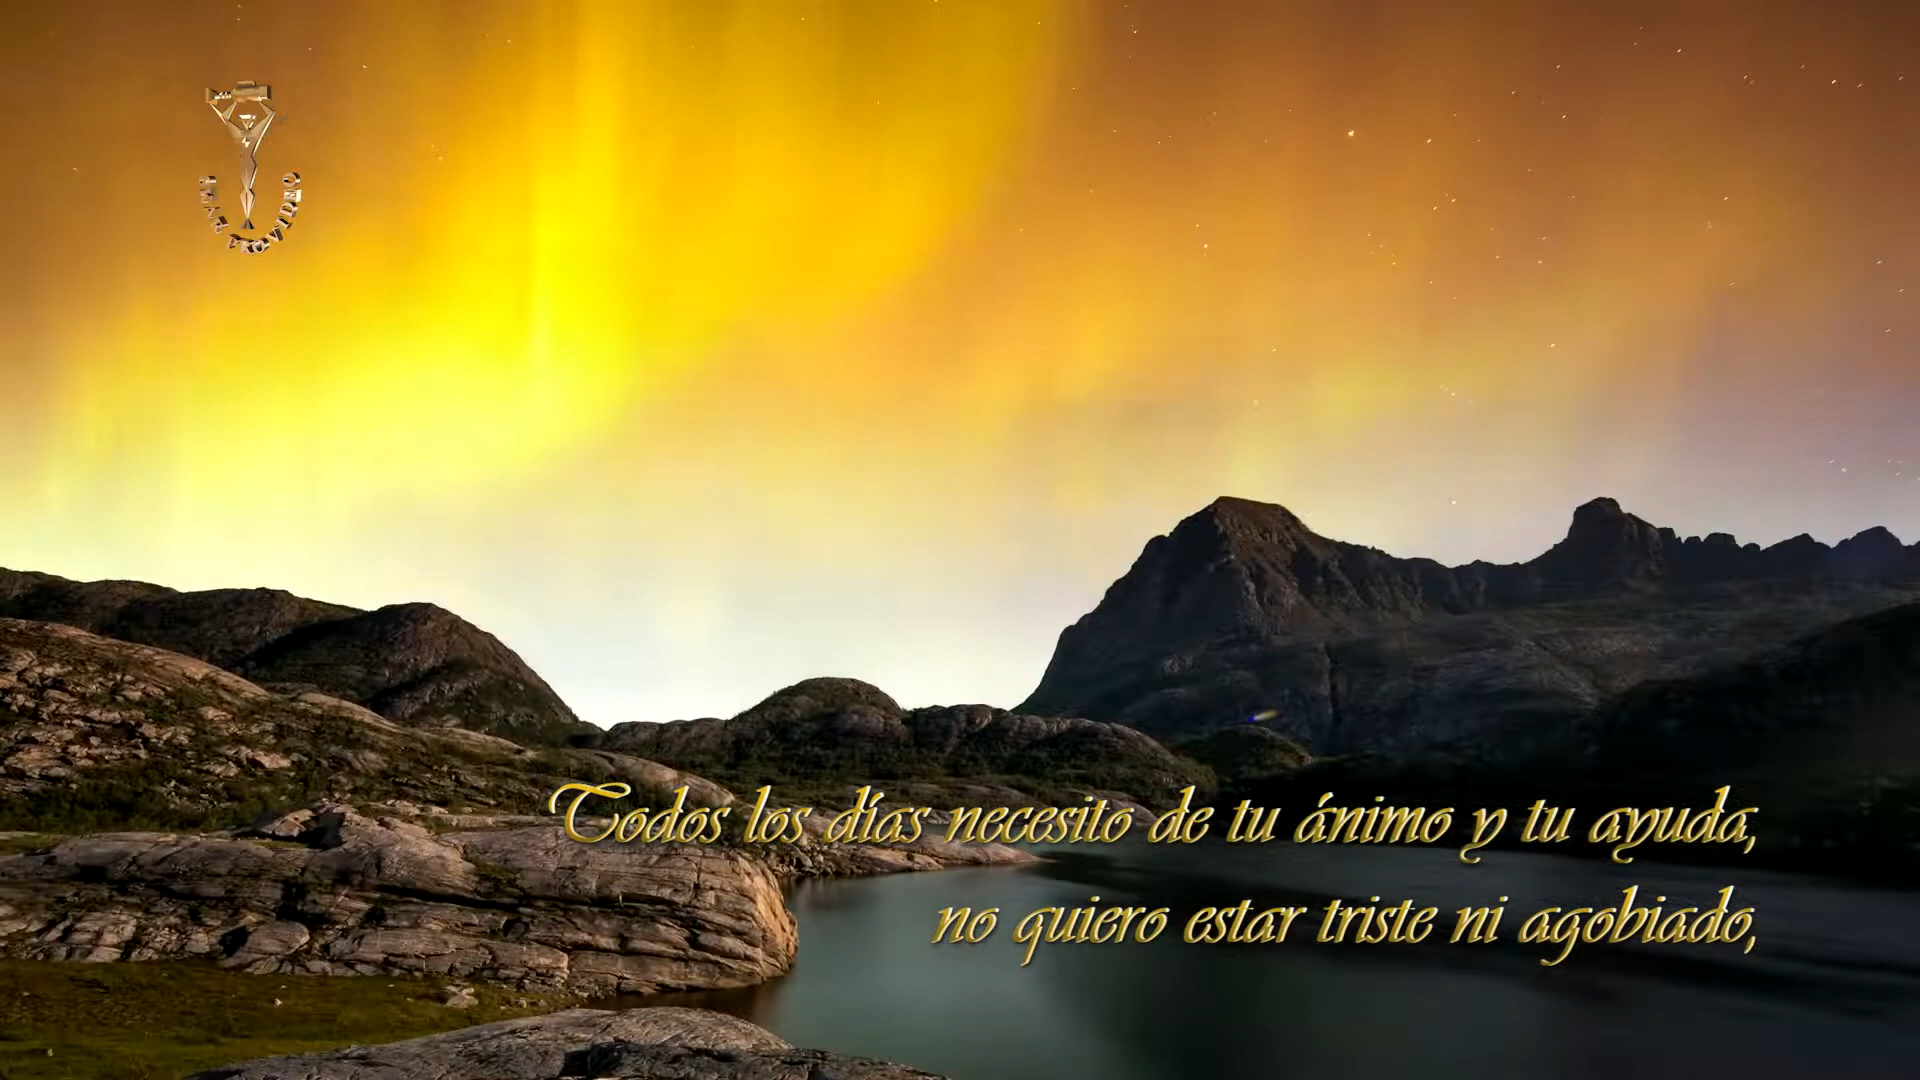 Todos los días necesito de tu ánimo y tu ayuda,
no quiero estar triste ni agobiado,